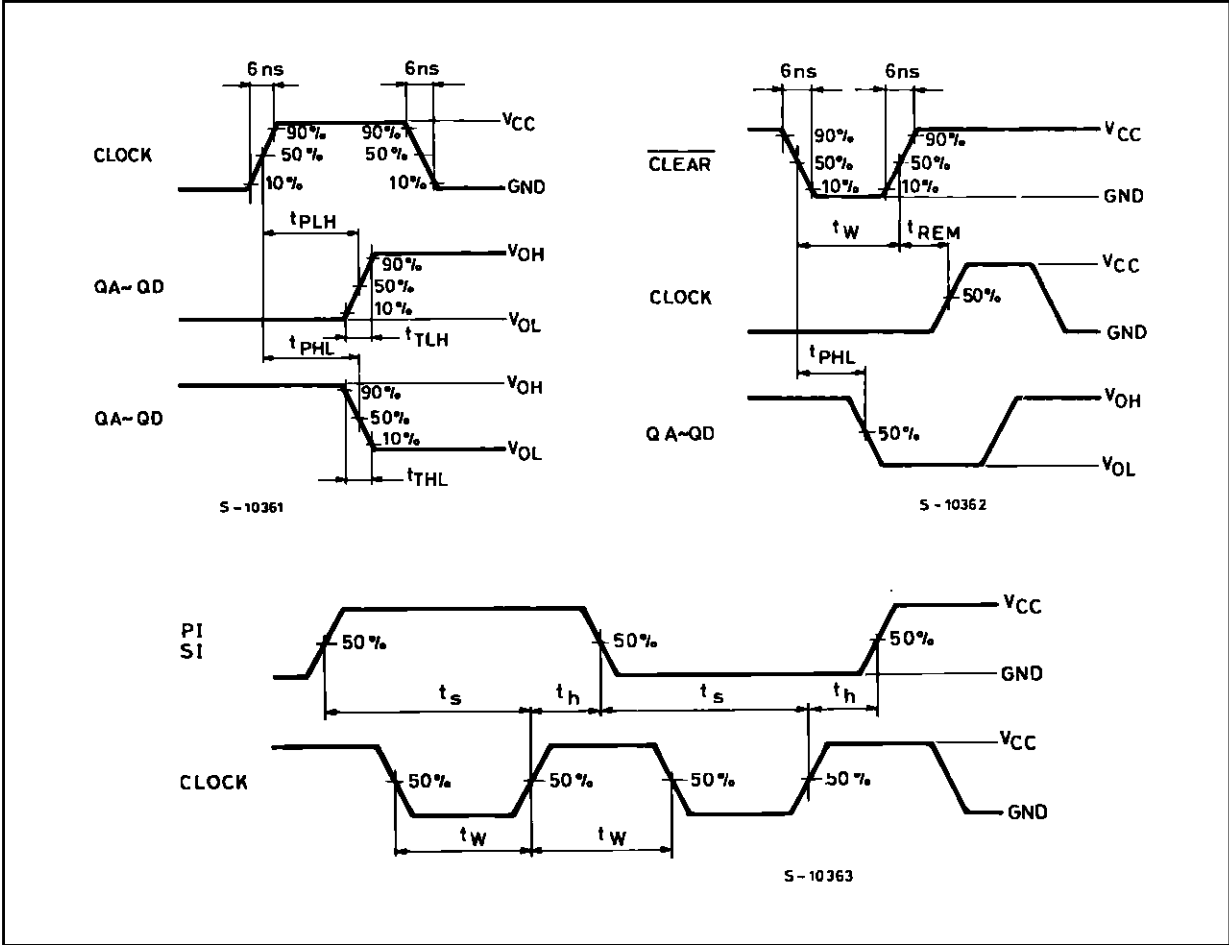 6ns 6ns
VCC
90% 90%
CLOCK 50% 50%
10% 10% GND
tPLH
VOH
90%
QA~QD 50%
10%
VOL
tTLH
tPHL
VOH
90%
QA~QD 50%
10%
VOL
tTHL
S-10361
6ns 6ns
VCC
90% 90%
CLEAR 50% 50%
10% 10%
GND
tW tREM
VCC
CLOCK 50%
GND
tPHL
VOH
QA~QD 50%
VOL
S-10362
VCC
PI
SI
50% 50% 50%
GND
ts th ts th
VCC
CLOCK 50% 50% 50% 50%
GND
tW tW
S-10363